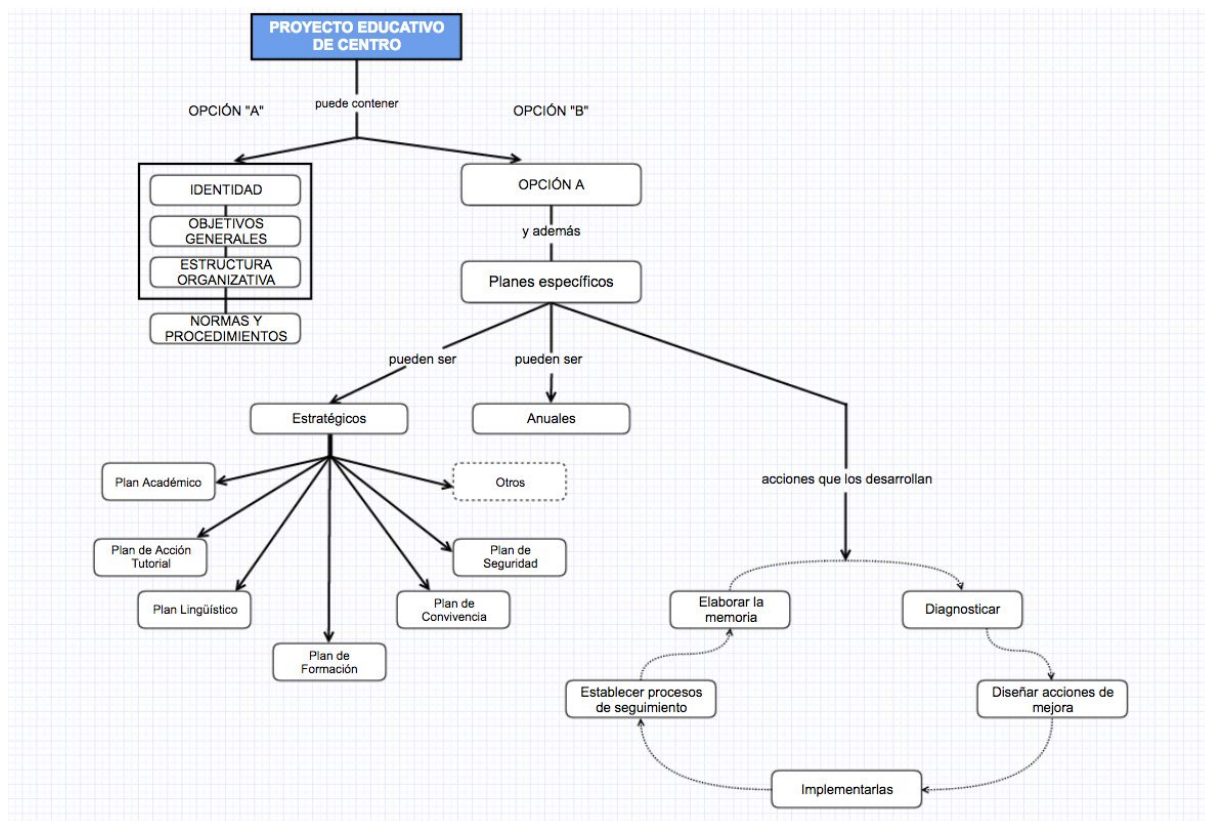 PROYECTO EDUCATIVO
DE CENTRO
puede contener
OPCIÓN "A"
OPCIÓN "B"
IDENTIDAD
OBJETIVOS
GENERALES
ESTRUCTURA
ORGANIZATIVA
NORMAS Y
PROCEDIMIENTOS
OPCIÓN A
y además
Planes específicos
pueden ser
pueden ser
Estratégicos
Anuales
acciones que los desarrollan
Plan Académico
Otros
Plan de Acción
Tutorial
Plan de
Seguridad
Plan Lingüístico
Plan de
Convivencia
Plan de
Formación
Elaborar la
memoria
Diagnosticar
Establecer procesos
de seguimiento
Diseñar acciones de
mejora
Implementarlas